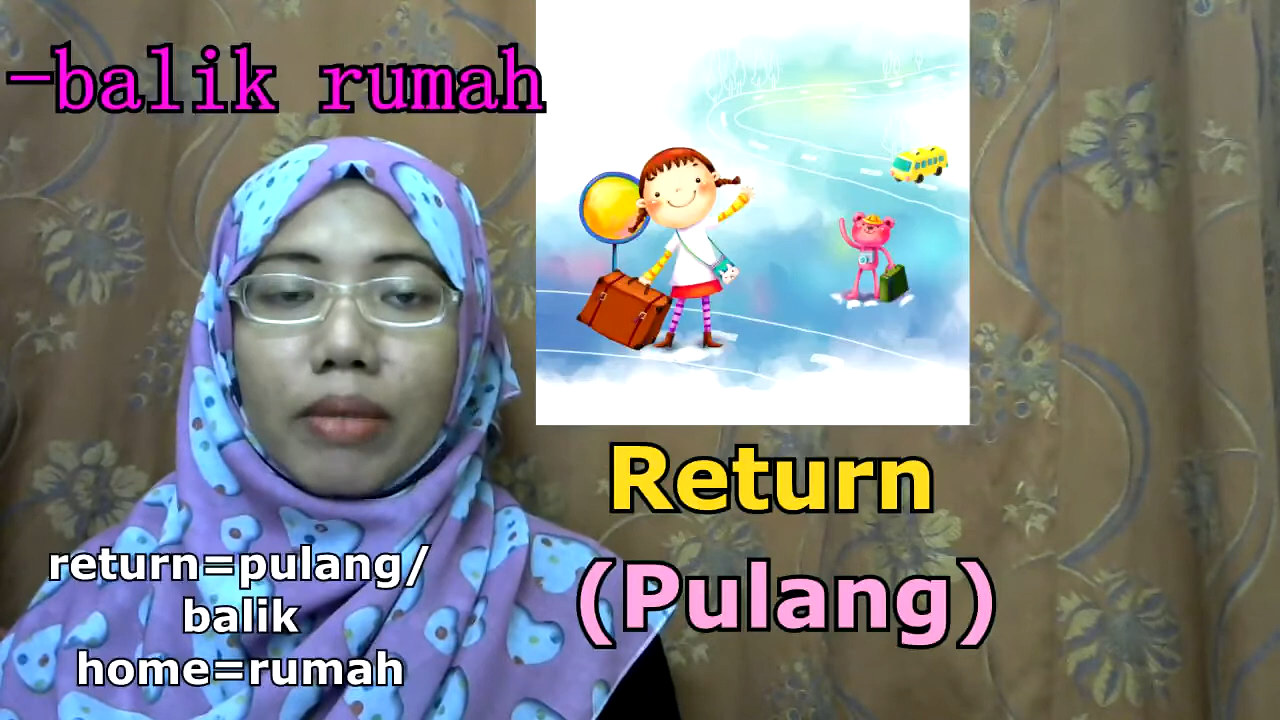 -balik rumah
Return
(Pulang)
return=pulang/
balik
home=rumah